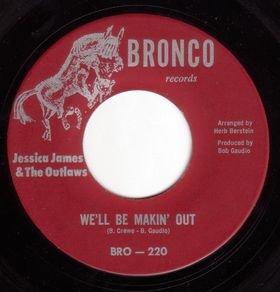 BRONCO
records
Arranged by
Herb Berstein
Produced by
Bob Gaudio
Jessica James
& The Outlaws
WE'LL BE MAKIN' OUT
(B. Crewe - B. Gaudio)
BRO — 220